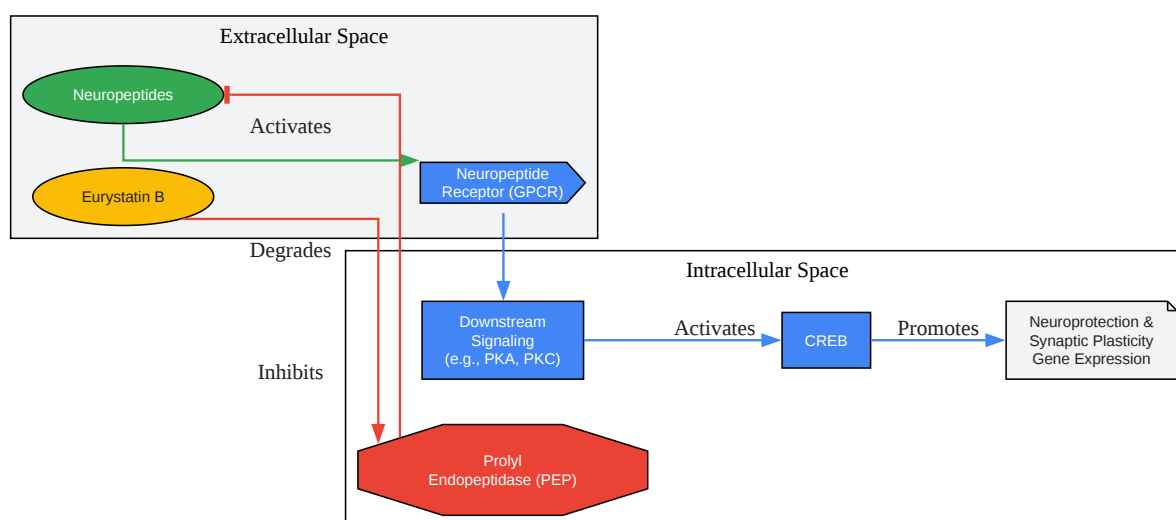 Extracellular Space
Neuropeptides
Activates
Neuropeptide
Receptor (GPCR)
Eurystatin B
Degrades
Intracellular Space
Downstream
Signaling
(e.g., PKA, PKC)
Activates
CREB
Promotes
Neuroprotection &
Synaptic Plasticity
Gene Expression
Inhibits
Prolyl
Endopeptidase (PEP)